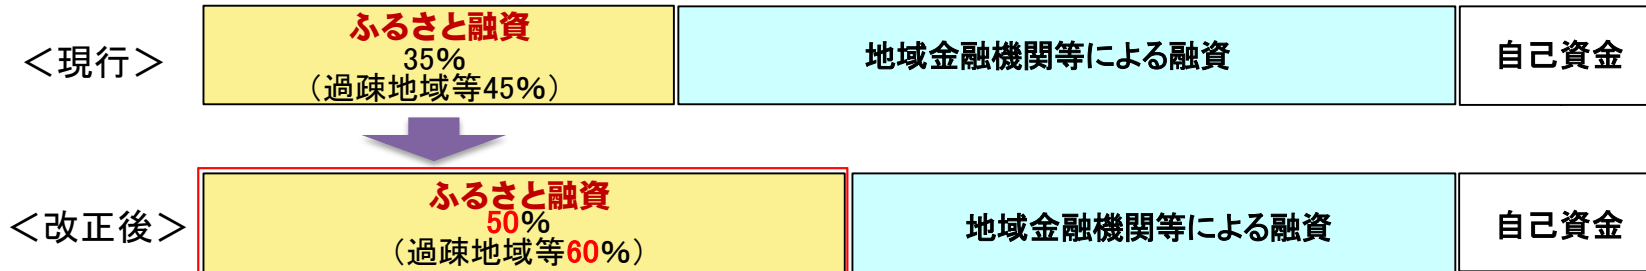 ＜現行＞
ふるさと融資
35%
（過疎地域等45%）
地域金融機関等による融資
自己資金
＜改正後＞
ふるさと融資
50%
（過疎地域等60%）
地域金融機関等による融資
自己資金